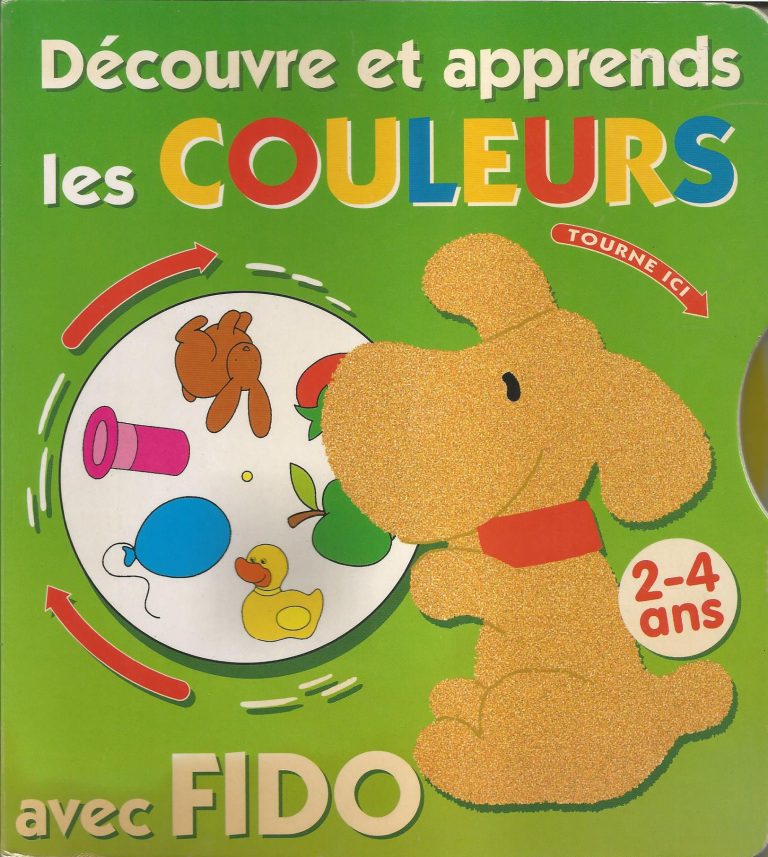 Découvre et apprends
les COULEURS
TOURNE ICI
2-4
ans
avec FIDO